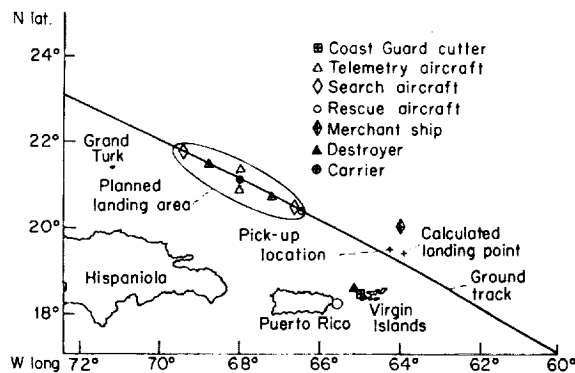 N lat.
24°
22°
20°
18°
W long
72°
70°
68°
66°
64°
62°
60°
Coast Guard cutter
Telemetry aircraft
Search aircraft
Rescue aircraft
Merchant ship
Destroyer
Carrier
Grand
Turk
Planned
landing area
Pick-up
location
Calculated
landing point
Ground
track
Hispaniola
Puerto Rico
Virgin
Islands